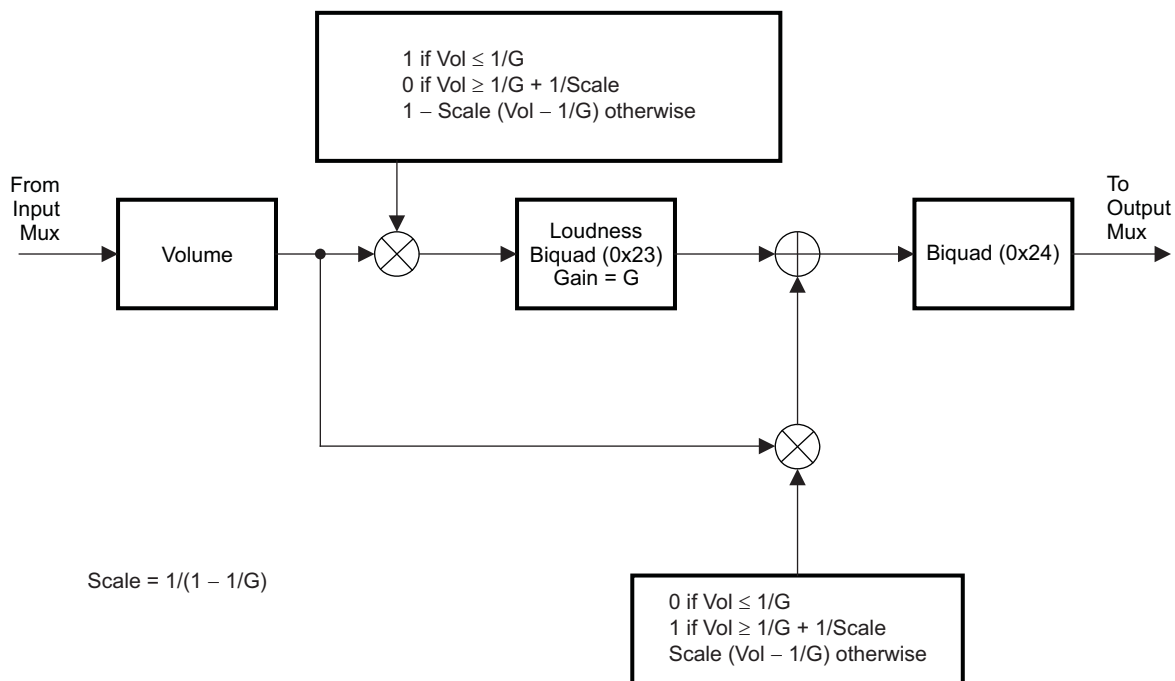 1 if Vol ≤ 1/G
0 if Vol ≥ 1/G + 1/Scale
1 – Scale (Vol – 1/G) otherwise
From
Input
Mux
Volume
Loudness
Biquad (0x23)
Gain = G
Biquad (0x24)
To
Output
Mux
Scale = 1/(1 – 1/G)
0 if Vol ≤ 1/G
1 if Vol ≥ 1/G + 1/Scale
Scale (Vol – 1/G) otherwise